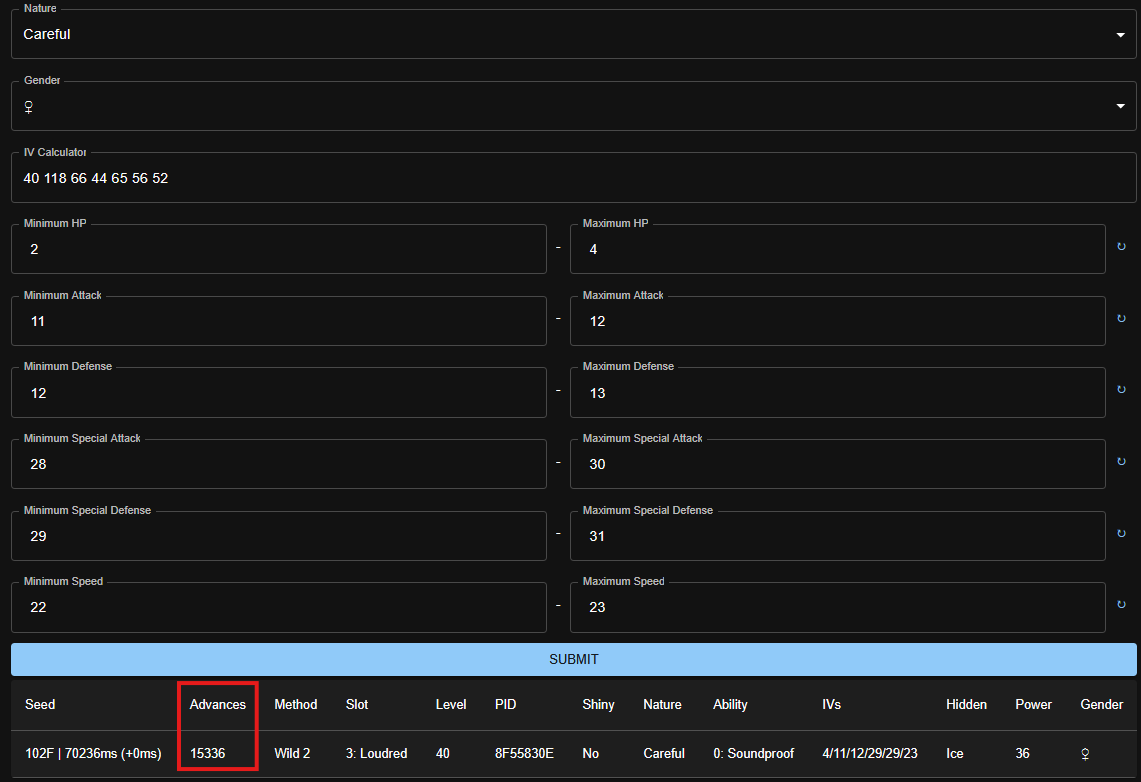 Nature
Careful
Gender
♀
IV Calculator
40 118 66 44 65 56 52
Minimum HP Maximum HP
2 - 4 ↻
Minimum Attack Maximum Attack
11 - 12 ↻
Minimum Defense Maximum Defense
12 - 13 ↻
Minimum Special Attack Maximum Special Attack
28 - 30 ↻
Minimum Special Defense Maximum Special Defense
29 - 31 ↻
Minimum Speed Maximum Speed
22 - 23 ↻
SUBMIT
Seed Advances Method Slot Level PID Shiny Nature Ability IVs Hidden Power Gender
102F | 70236ms (+0ms) 15336 Wild 2 3: Loudred 40 8F55830E No Careful 0: Soundproof 4/11/12/29/29/23 Ice 36 ♀